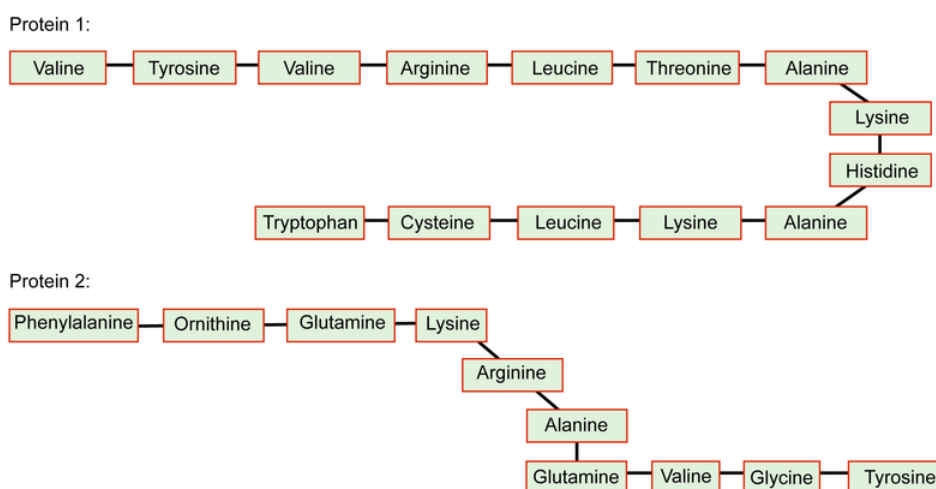 Protein 1:
Valine Tyrosine Valine Arginine Leucine Threonine Alanine
Lysine
Histidine
Tryptophan Cysteine Leucine Lysine Alanine
Protein 2:
Phenylalanine Ornithine Glutamine Lysine
Arginine
Alanine
Glutamine Valine Glycine Tyrosine